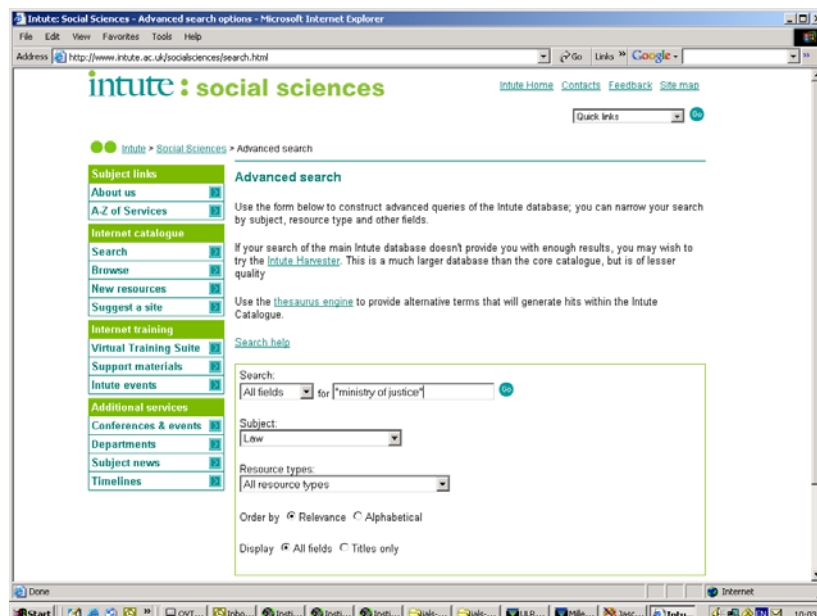 Intute: Social Sciences - Advanced search options - Microsoft Internet Explorer
File Edit View Favorites Tools Help
Address http://www.intute.ac.uk/socialsciences/search.html Go Links » Google -
intute: social sciences
Intute Home Contacts Feedback Site map
Quick links Go
Intute > Social Sciences > Advanced search
Subject links
About us
A-Z of Services
Internet catalogue
Search
Browse
New resources
Suggest a site
Internet training
Virtual Training Suite
Support materials
Intute events
Additional services
Conferences & events
Departments
Subject news
Timelines
Advanced search
Use the form below to construct advanced queries of the Intute database; you can narrow your search
by subject, resource type and other fields.
If your search of the main Intute database doesn't provide you with enough results, you may wish to
try the Intute Harvester. This is a much larger database than the core catalogue, but is of lesser
quality
Use the thesaurus engine to provide alternative terms that will generate hits within the Intute
Catalogue.
Search help
Search:
All fields for "ministry of justice" Go
Subject:
Law
Resource types:
All resource types
Order by Relevance Alphabetical
Display All fields Titles only
Done Internet
Start » Inbo... Insti... Insti... Insti... Intu... 10:03